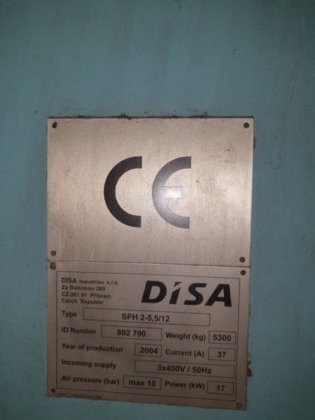 CE
DISA Industries s.r.o.
Za Balonkou 269
CZ-261 01 Příbram
Czech Republic
DiSA
Type SPH 2-5,5/12
ID Number 602 790 Weight (kg) 5300
Year of production 2004 Current (A) 37
Incoming supply 3x400V / 50Hz
Air pressure (bar) max 10 Power (kW) 17